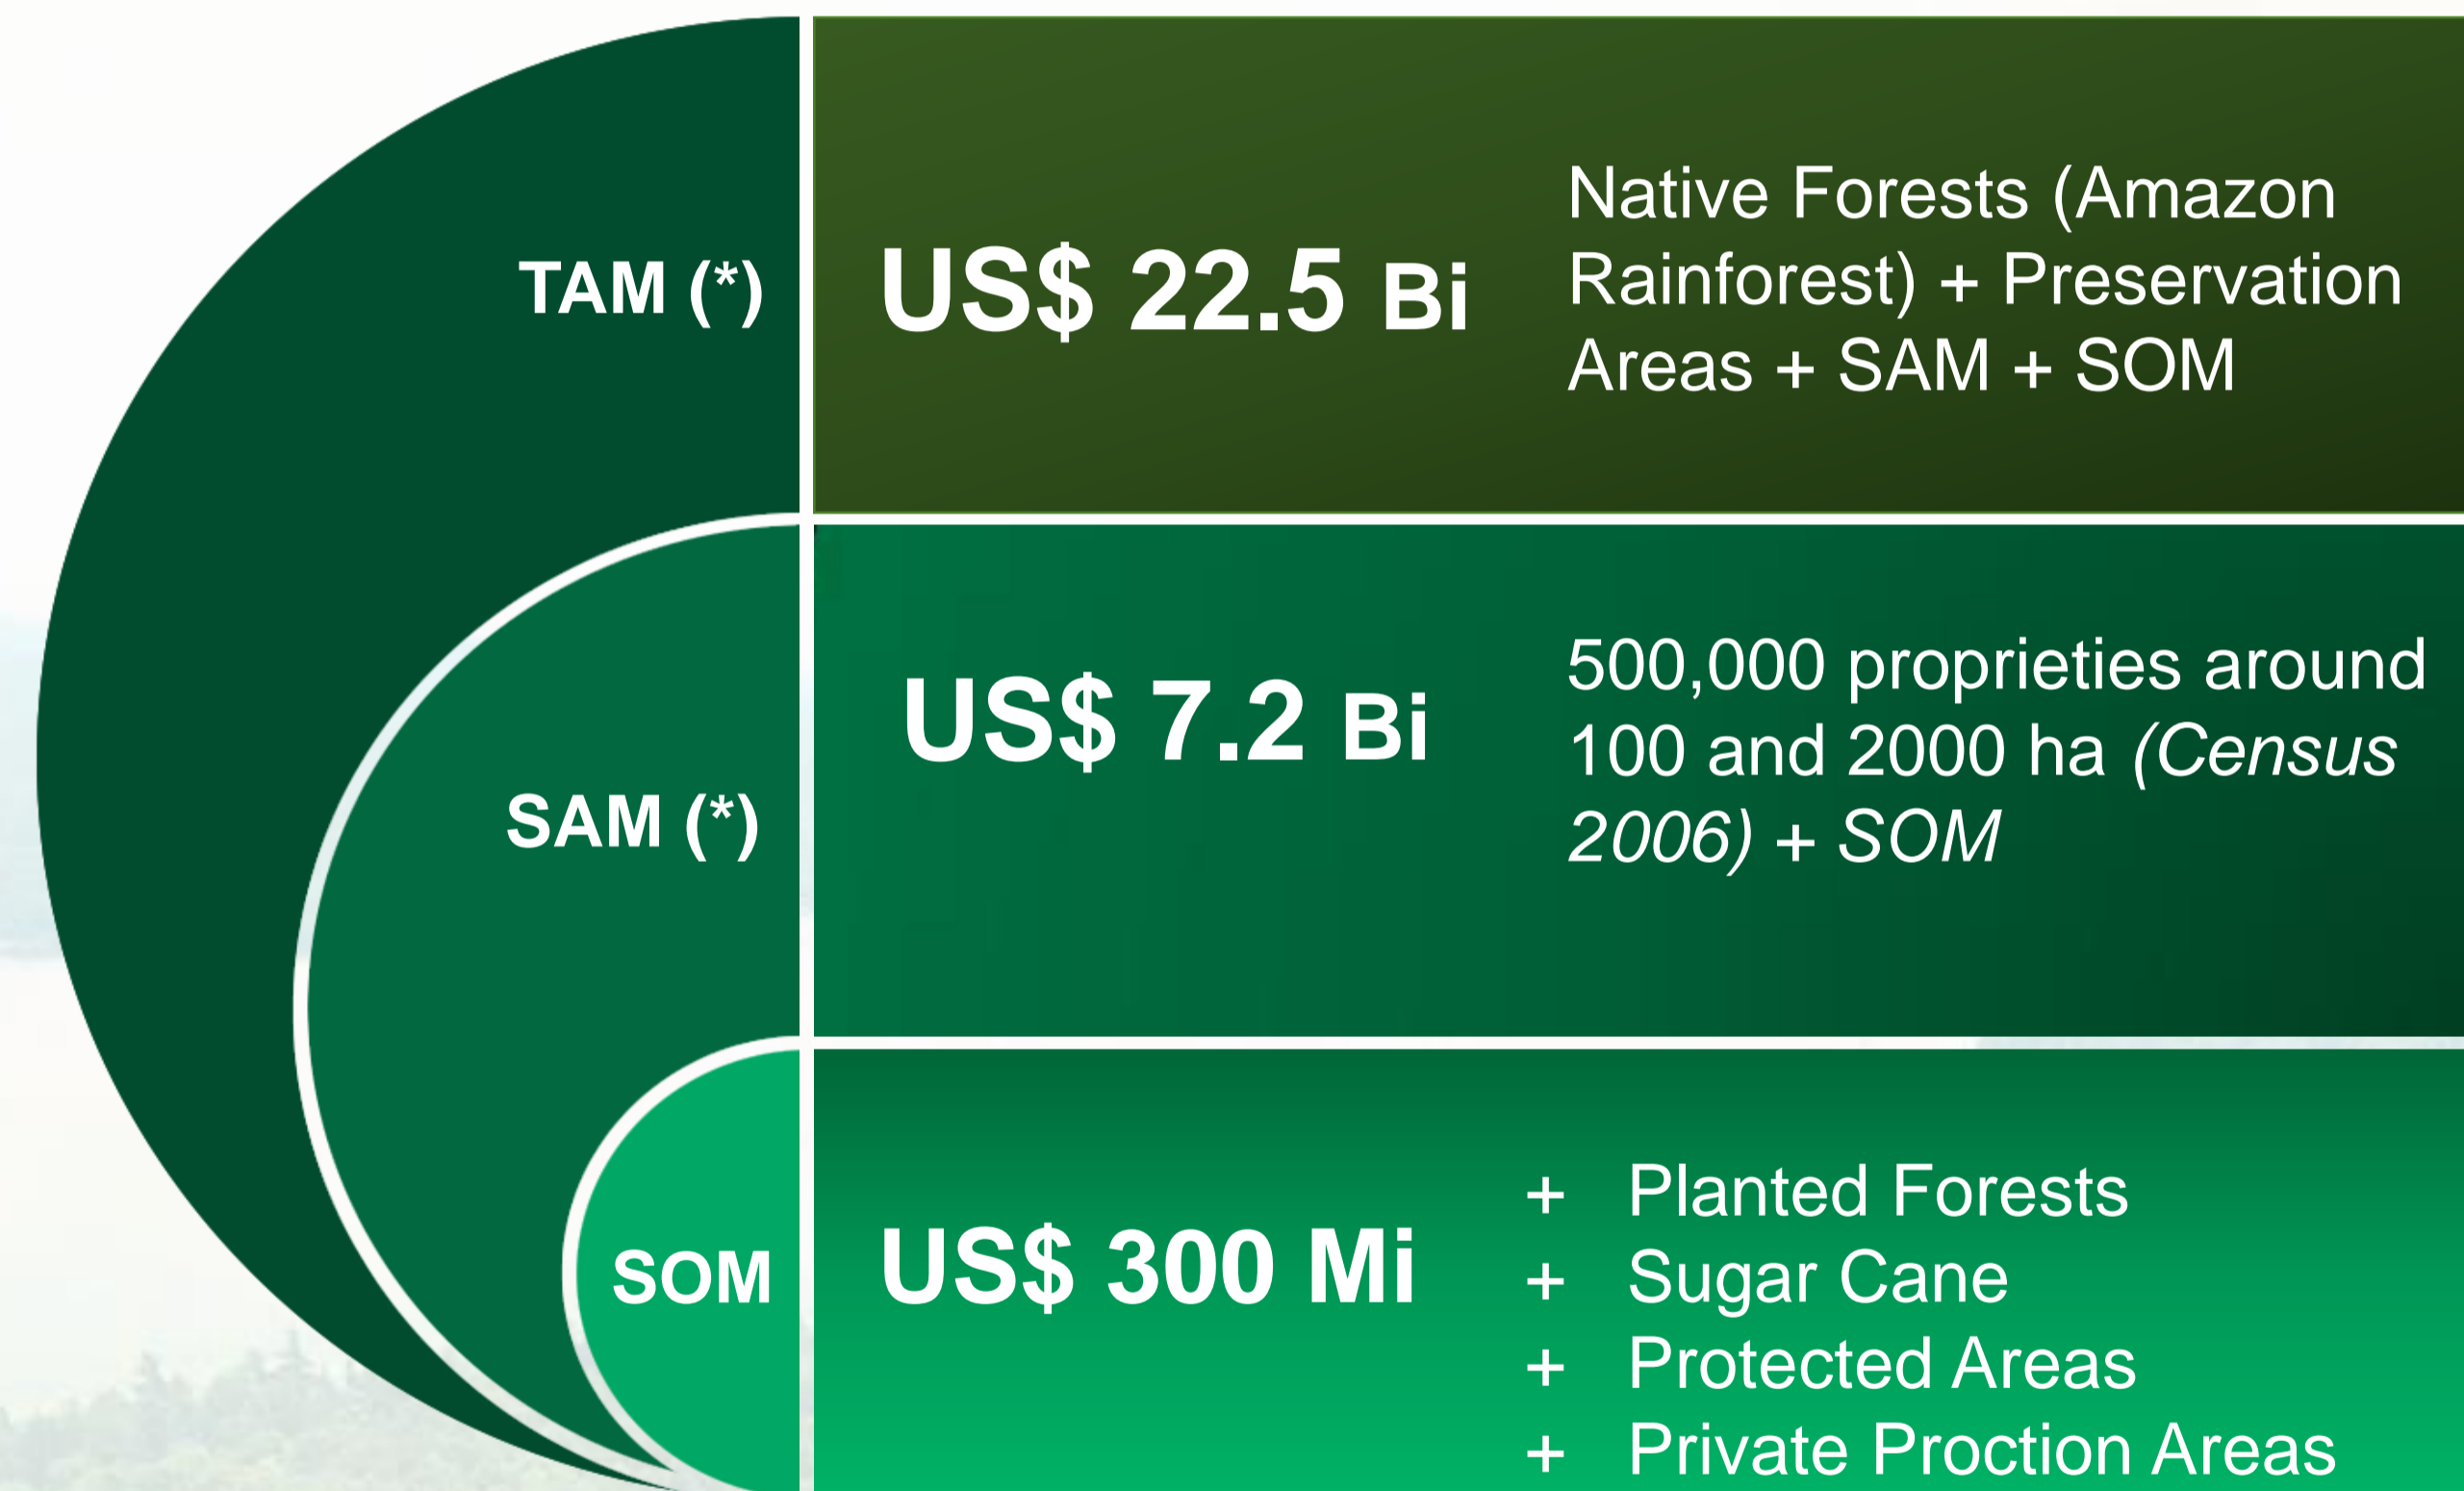 TAM (*)
US$ 22.5 Bi
Native Forests (Amazon
Rainforest) + Preservation
Areas + SAM + SOM
SAM (*)
US$ 7.2 Bi
500,000 proprieties around
100 and 2000 ha (Census
2006) + SOM
SOM
US$ 300 Mi
+ Planted Forests
+ Sugar Cane
+ Protected Areas
+ Private Proction Areas